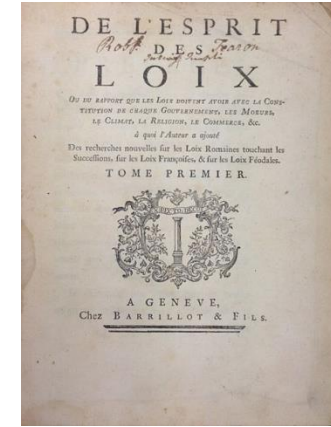 DE L'ESPRIT
DES
LOIX
OU DU RAPPORT QUE LES LOIX DOIVENT AVOIR AVEC LA CONS-
TITUTION DE CHAQUE GOUVERNEMENT, LES MOEURS,
LE CLIMAT, LA RELIGION, LE COMMERCE, &c.
à quoi l'Auteur a ajouté
Des recherches nouvelles sur les Loix Romaines touchant les
Successions, sur les Loix Françoises, & sur les Loix Féodales.
TOME PREMIER.
A GENEVE,
Chez BARRILLOT & FILS.